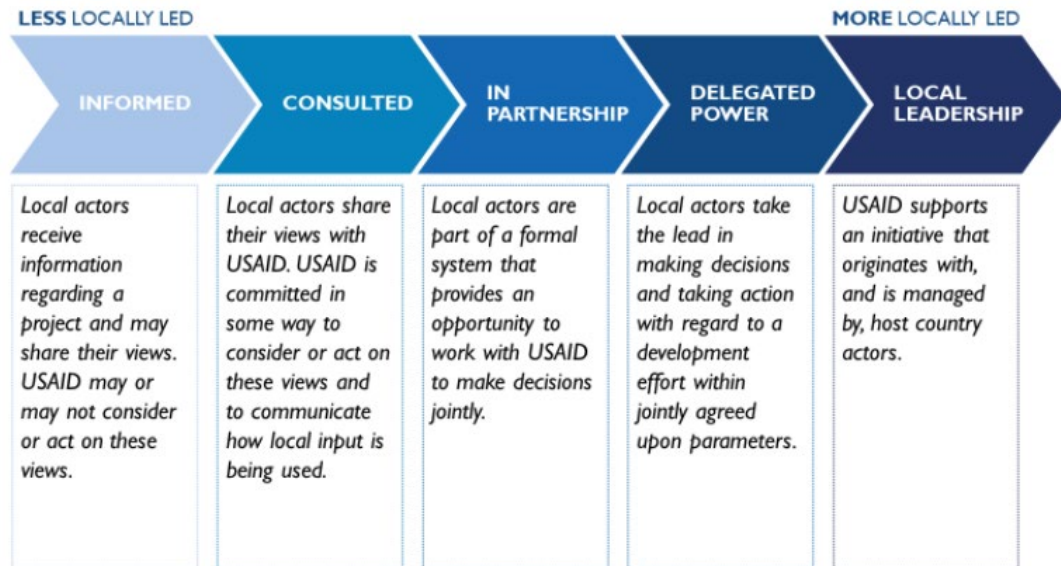 LESS LOCALLY LED
MORE LOCALLY LED
INFORMED
CONSULTED
IN
PARTNERSHIP
DELEGATED
POWER
LOCAL
LEADERSHIP
Local actors
receive
information
regarding a
project and may
share their views.
USAID may or
may not consider
or act on these
views.
Local actors share
their views with
USAID. USAID is
committed in
some way to
consider or act on
these views and
to communicate
how local input is
being used.
Local actors are
part of a formal
system that
provides an
opportunity to
work with USAID
to make decisions
jointly.
Local actors take
the lead in
making decisions
and taking action
with regard to a
development
effort within
jointly agreed
upon parameters.
USAID supports
an initiative that
originates with,
and is managed
by, host country
actors.